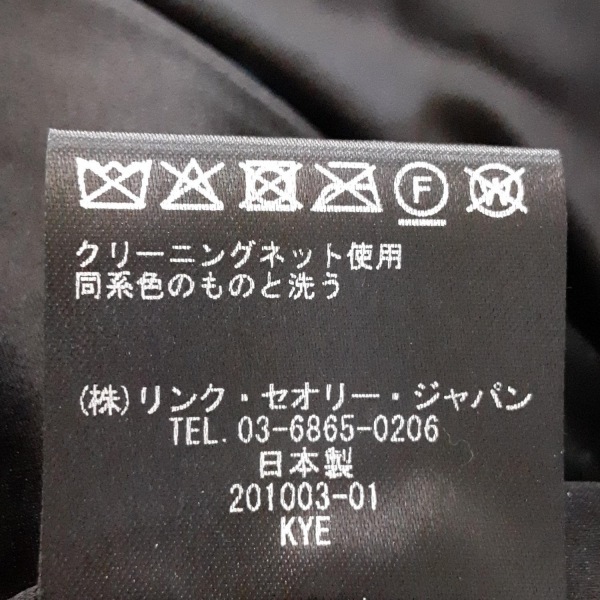 F W
クリーニングネット使用
同系色のものと洗う
(株)リンク・セオリー・ジャパン
TEL. 03-6865-0206
日本製
201003-01
KYE